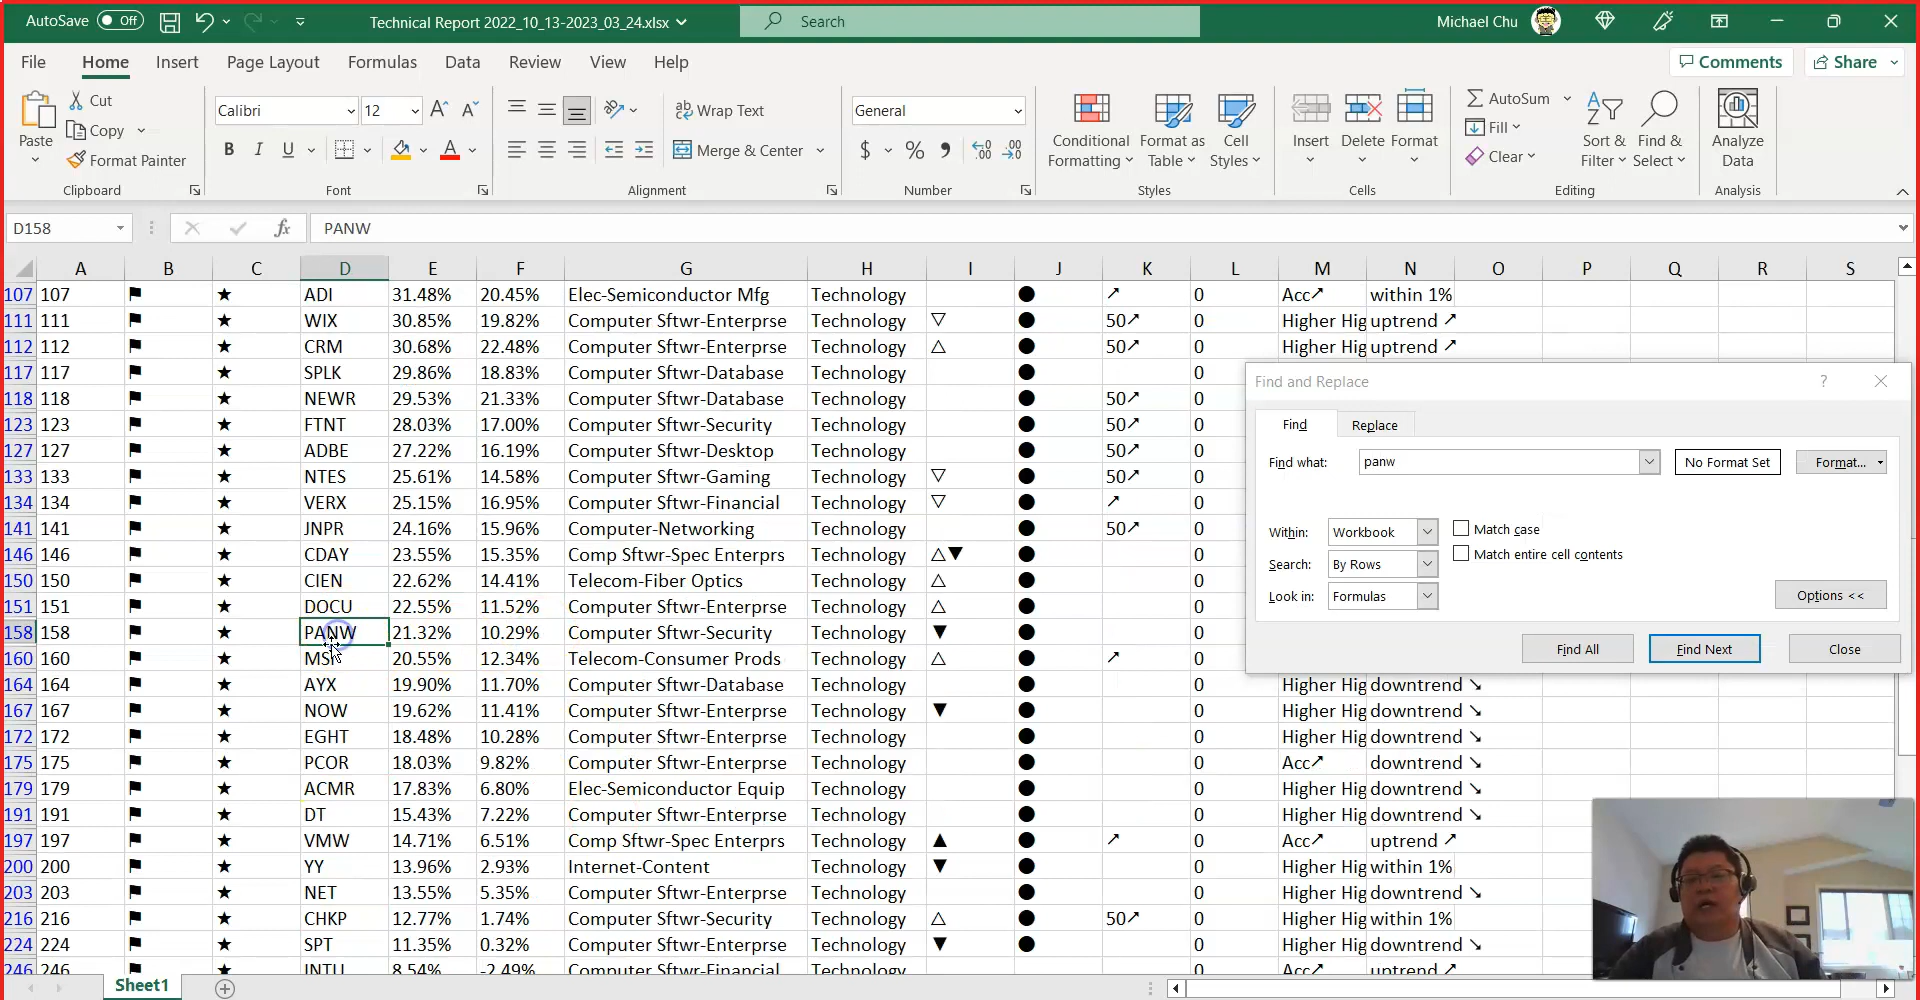 AutoSave Off Technical Report 2022_10_13-2023_03_24.xlsx Search Michael Chu
File Home Insert Page Layout Formulas Data Review View Help Comments Share
Paste Cut Copy Format Painter Clipboard
Calibri 12 A^ A B I U A Font
ab Wrap Text Merge & Center Alignment
General $ % , Number
Conditional Formatting Format as Table Cell Styles Styles
Insert Delete Format Cells
AutoSum Fill Clear Sort & Filter Find & Select Editing
Analyze Data Analysis
D158 fx PANW
A B C D E F G H I J K L M N O P Q R S
107 107 ⚑ ★ ADI 31.48% 20.45% Elec-Semiconductor Mfg Technology ● ↗ 0 Acc↗ within 1%
111 111 ⚑ ★ WIX 30.85% 19.82% Computer Sftwr-Enterprse Technology ▽ ● 50↗ 0 Higher Hig uptrend ↗
112 112 ⚑ ★ CRM 30.68% 22.48% Computer Sftwr-Enterprse Technology △ ● 50↗ 0 Higher Hig uptrend ↗
117 117 ⚑ ★ SPLK 29.86% 18.83% Computer Sftwr-Database Technology ● 0
118 118 ⚑ ★ NEWR 29.53% 21.33% Computer Sftwr-Database Technology ● 50↗ 0
123 123 ⚑ ★ FTNT 28.03% 17.00% Computer Sftwr-Security Technology ● 50↗ 0
127 127 ⚑ ★ ADBE 27.22% 16.19% Computer Sftwr-Desktop Technology ● 50↗ 0
133 133 ⚑ ★ NTES 25.61% 14.58% Computer Sftwr-Gaming Technology ▽ ● 50↗ 0
134 134 ⚑ ★ VERX 25.15% 16.95% Computer Sftwr-Financial Technology ▽ ● ↗ 0
141 141 ⚑ ★ JNPR 24.16% 15.96% Computer-Networking Technology ● 50↗ 0
146 146 ⚑ ★ CDAY 23.55% 15.35% Comp Sftwr-Spec Enterprs Technology △▼ ● 0
150 150 ⚑ ★ CIEN 22.62% 14.41% Telecom-Fiber Optics Technology △ ● 0
151 151 ⚑ ★ DOCU 22.55% 11.52% Computer Sftwr-Enterprse Technology △ ● 0
158 158 ⚑ ★ PANW 21.32% 10.29% Computer Sftwr-Security Technology ▼ ● 0
160 160 ⚑ ★ 20.55% 12.34% Telecom-Consumer Prods Technology △ ● ↗ 0
164 164 ⚑ ★ AYX 19.90% 11.70% Computer Sftwr-Database Technology ● 0 Higher Hig downtrend ↘
167 167 ⚑ ★ NOW 19.62% 11.41% Computer Sftwr-Enterprse Technology ▼ ● 0 Higher Hig downtrend ↘
172 172 ⚑ ★ EGHT 18.48% 10.28% Computer Sftwr-Enterprse Technology ● 0 Higher Hig downtrend ↘
175 175 ⚑ ★ PCOR 18.03% 9.82% Computer Sftwr-Enterprse Technology ● 0 Acc↗ downtrend ↘
179 179 ⚑ ★ ACMR 17.83% 6.80% Elec-Semiconductor Equip Technology ● 0 Higher Hig downtrend ↘
191 191 ⚑ ★ DT 15.43% 7.22% Computer Sftwr-Enterprse Technology ● 0 Higher Hig downtrend ↘
197 197 ⚑ ★ VMW 14.71% 6.51% Comp Sftwr-Spec Enterprs Technology ▲ ● ↗ 0 Acc↗ uptrend ↗
200 200 ⚑ ★ YY 13.96% 2.93% Internet-Content Technology ▼ ● 0 Higher Hig within 1%
203 203 ⚑ ★ NET 13.55% 5.35% Computer Sftwr-Enterprse Technology ● 0 Higher Hig downtrend ↘
216 216 ⚑ ★ CHKP 12.77% 1.74% Computer Sftwr-Security Technology △ ● 50↗ 0 Higher Hig within 1%
224 224 ⚑ ★ SPT 11.35% 0.32% Computer Sftwr-Enterprse Technology ▼ ● 0 Higher Hig downtrend ↘
246 246 ⚑ ★ INTU 8.54% -2.49% Computer Sftwr-Financial Technology 0 Acc↗ uptrend ↗
Find and Replace ? ×
Find Replace
Find what: panw No Format Set Format...
Within: Workbook Match case
Search: By Rows Match entire cell contents
Look in: Formulas Options <<
Find All Find Next Close
Sheet1